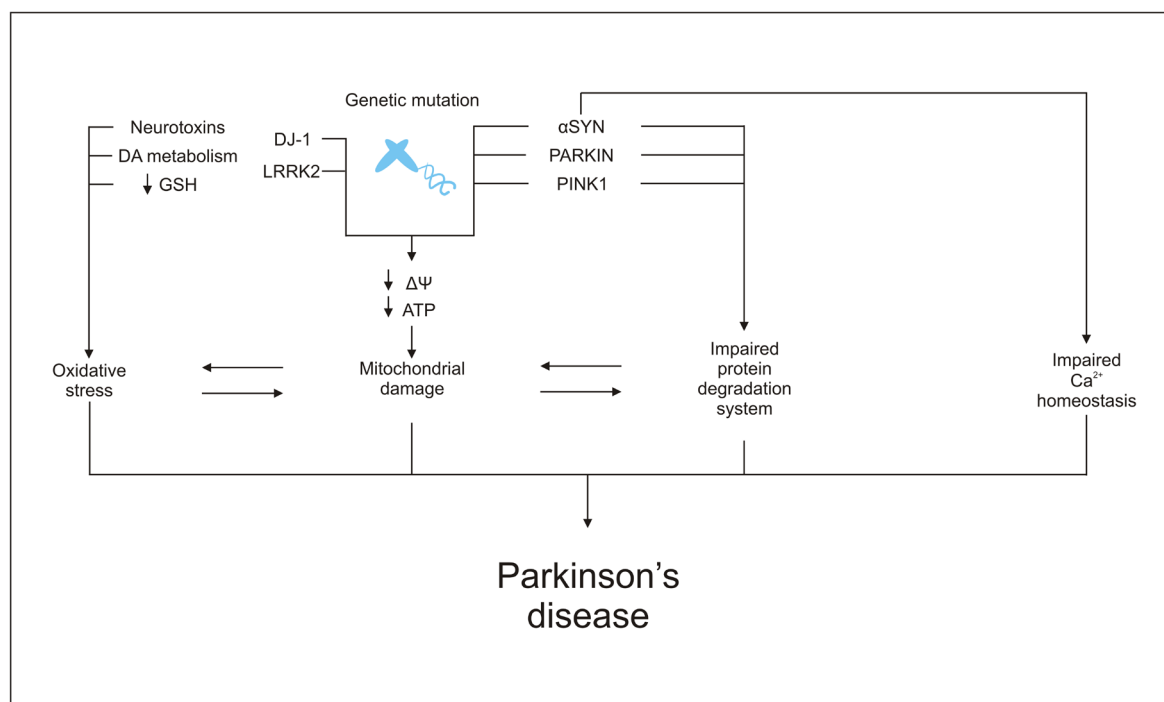 Genetic mutation
Neurotoxins
DA metabolism
↓ GSH
DJ-1
LRRK2
αSYN
PARKIN
PINK1
↓ ΔΨ
↓ ATP
Oxidative
stress
Mitochondrial
damage
Impaired
protein
degradation
system
Impaired
Ca²⁺
homeostasis
Parkinson’s
disease